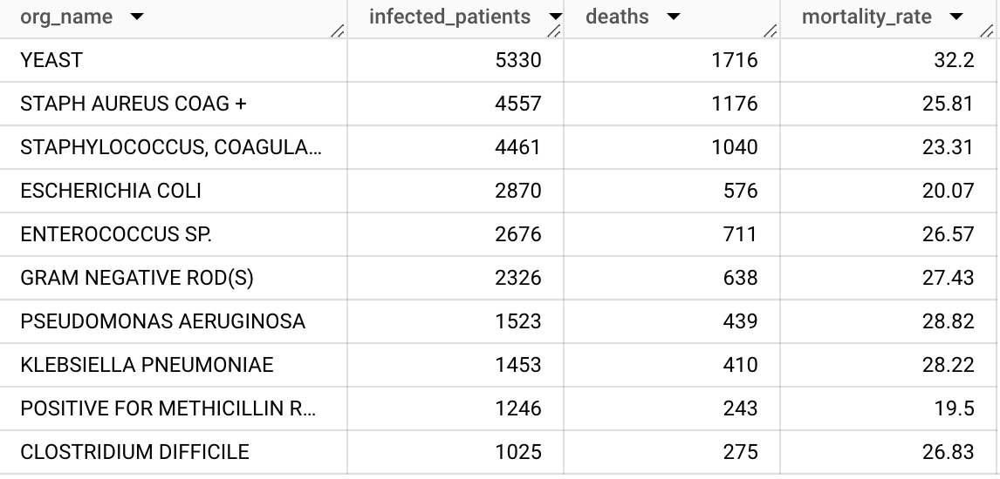 org_name infected_patients deaths mortality_rate
YEAST 5330 1716 32.2
STAPH AUREUS COAG + 4557 1176 25.81
STAPHYLOCOCCUS, COAGULA... 4461 1040 23.31
ESCHERICHIA COLI 2870 576 20.07
ENTEROCOCCUS SP. 2676 711 26.57
GRAM NEGATIVE ROD(S) 2326 638 27.43
PSEUDOMONAS AERUGINOSA 1523 439 28.82
KLEBSIELLA PNEUMONIAE 1453 410 28.22
POSITIVE FOR METHICILLIN R... 1246 243 19.5
CLOSTRIDIUM DIFFICILE 1025 275 26.83